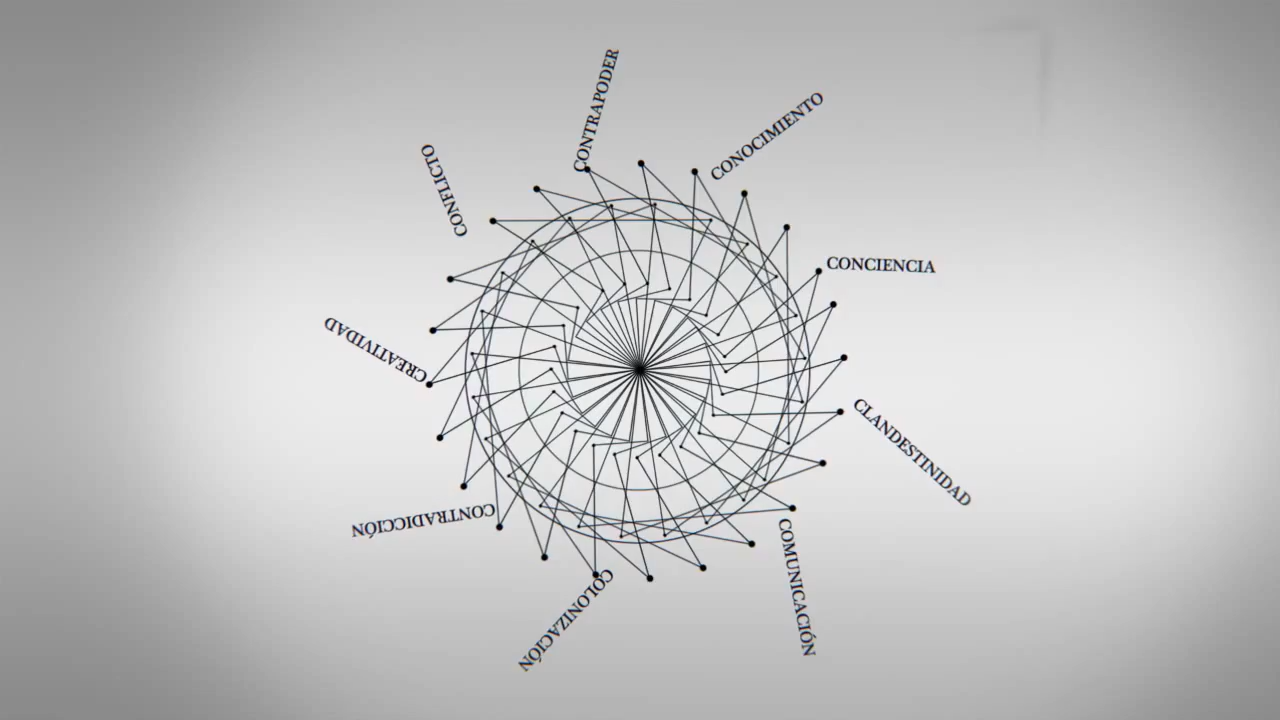 CONTRAPODER
CONOCIMIENTO
CONCIENCIA
CLANDESTINIDAD
COMUNICACIÓN
COLONIZACIÓN
CONTRADICCIÓN
CREATIVIDAD
CONFLICTO